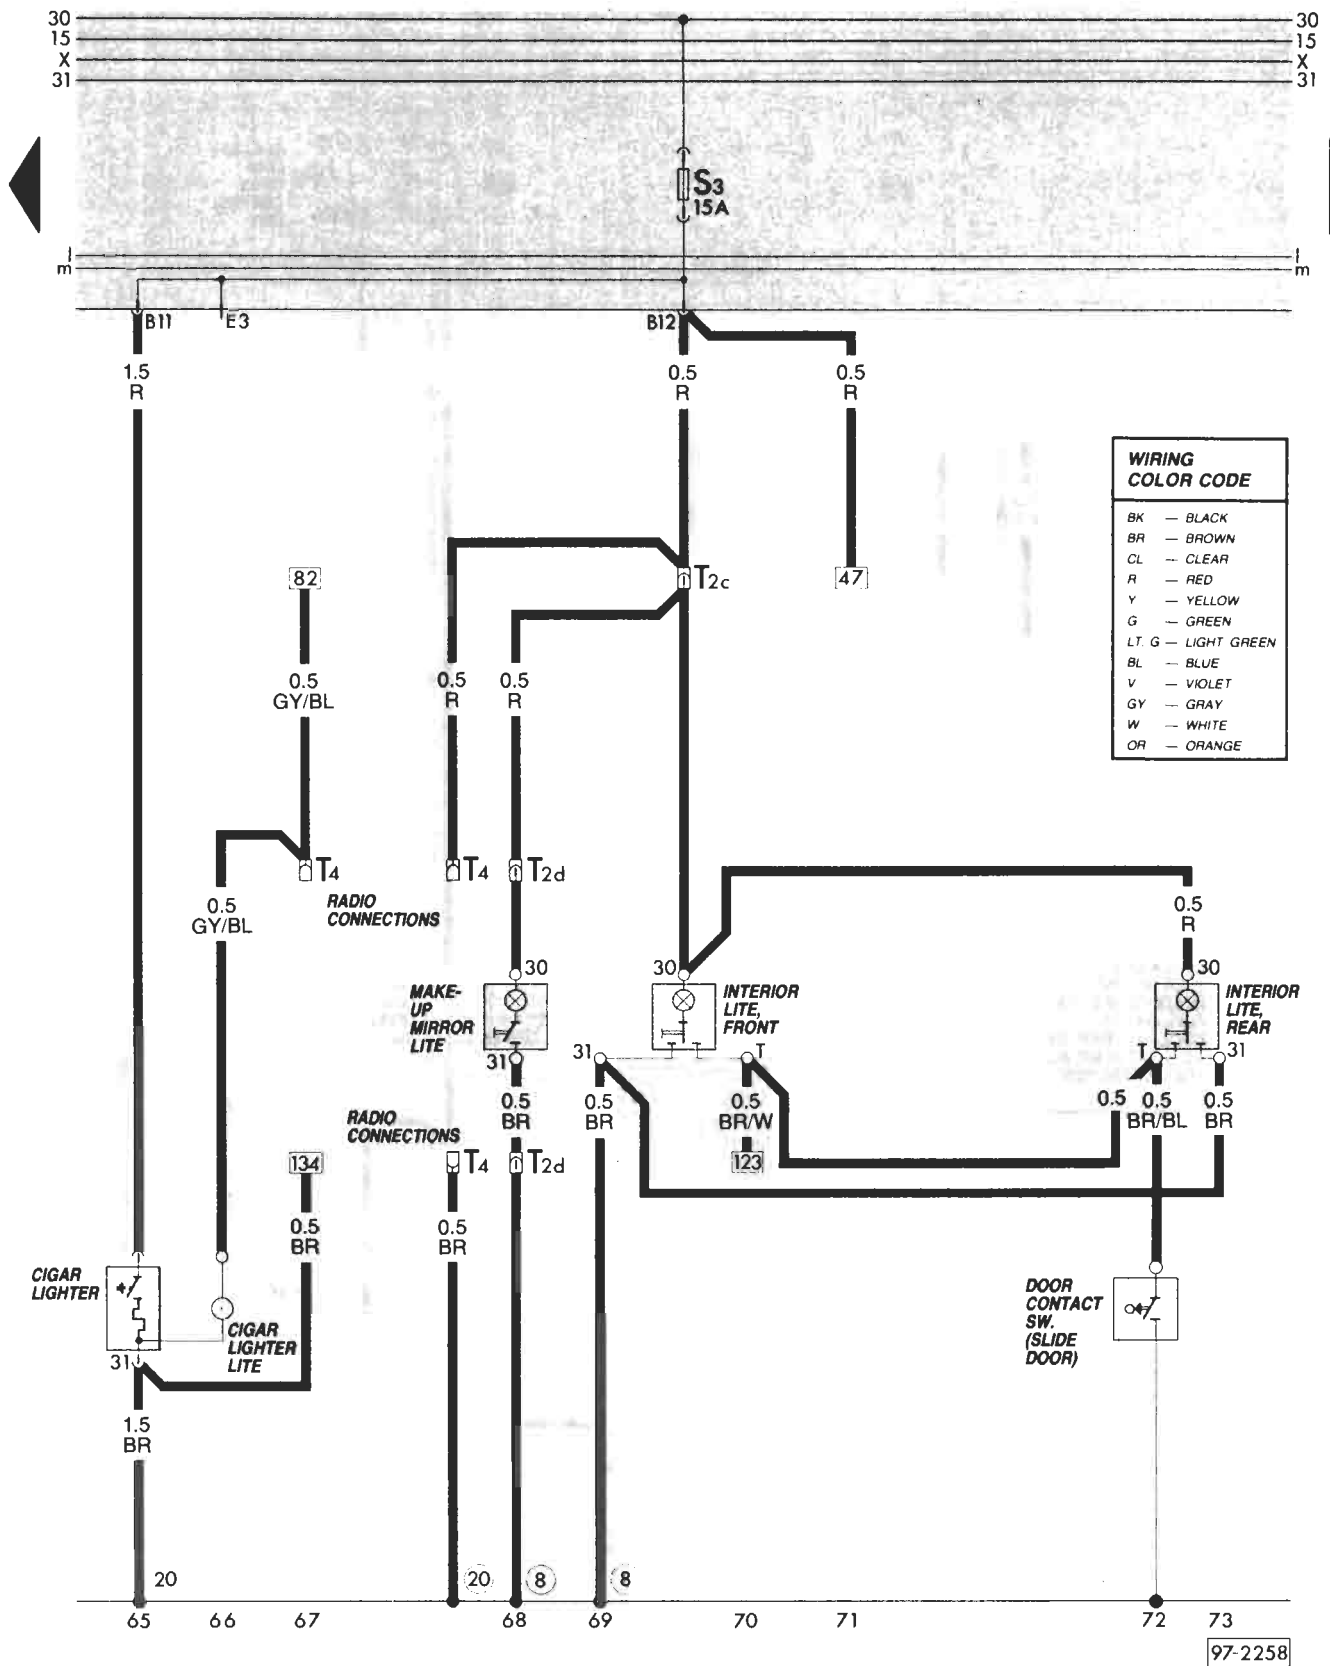 30 30
15 15
X X
31 31
S3
15A
l l
m m
B11 E3 B12
1.5 0.5 0.5
R R R
WIRING
COLOR CODE
BK — BLACK
BR — BROWN
CL — CLEAR
R — RED
Y — YELLOW
G — GREEN
LT. G — LIGHT GREEN
BL — BLUE
V — VIOLET
GY — GRAY
W — WHITE
OR — ORANGE
82 T2c 47
0.5 0.5 0.5
GY/BL R R
T4 T4 T2d
RADIO
CONNECTIONS
0.5
GY/BL
0.5
R
30 30 30
MAKE-
UP
MIRROR
LITE
INTERIOR
LITE,
FRONT
INTERIOR
LITE,
REAR
31 31 T T 31
0.5 0.5 0.5 0.5 0.5 0.5
BR BR BR/W BR/BL BR
RADIO
CONNECTIONS
134 T4 T2d 123
0.5 0.5
BR BR
CIGAR
LIGHTER
CIGAR
LIGHTER
LITE
DOOR
CONTACT
SW.
(SLIDE
DOOR)
31
1.5
BR
20 20 8 8
65 66 67 68 69 70 71 72 73
97-2258